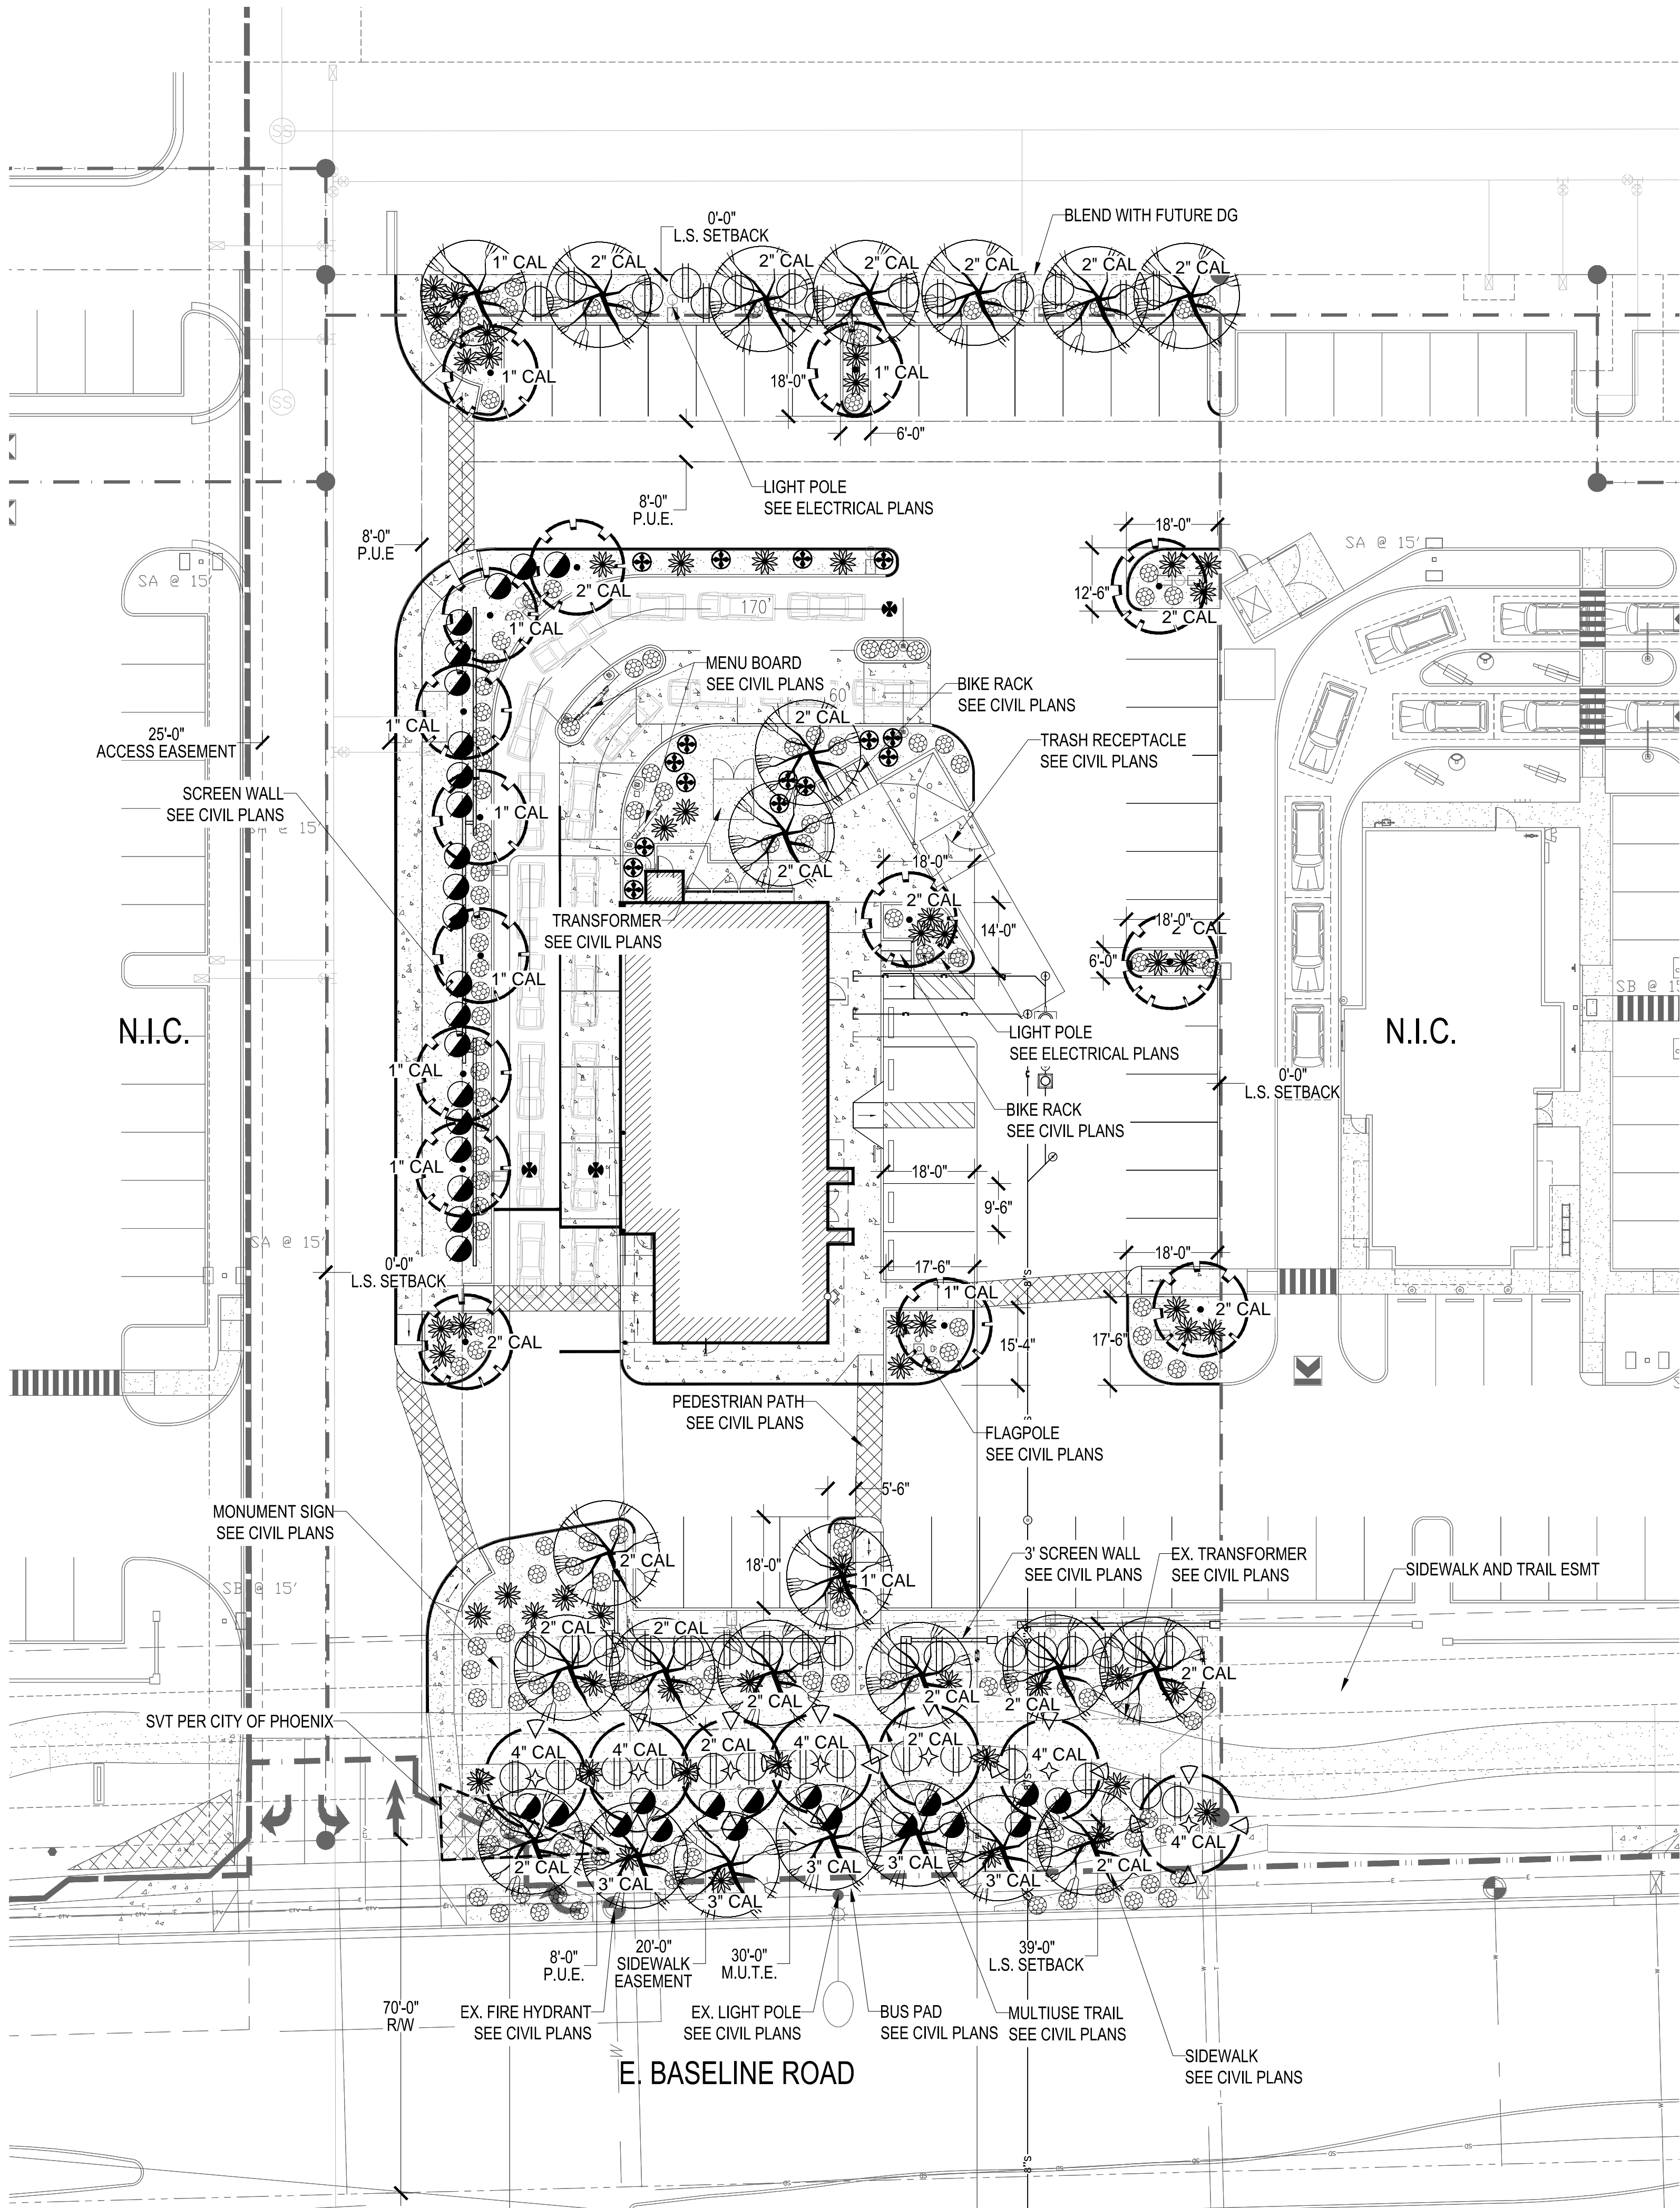 SS
0'-0"
L.S. SETBACK
BLEND WITH FUTURE DG
1" CAL
2" CAL
2" CAL
2" CAL
2" CAL
2" CAL
2" CAL
1" CAL
18'-0"
1" CAL
SS
6'-0"
LIGHT POLE
SEE ELECTRICAL PLANS
8'-0"
P.U.E.
8'-0"
P.U.E
18'-0"
SA @ 15'
SA @ 15'
2" CAL
170'
12'-6"
2" CAL
1" CAL
MENU BOARD
SEE CIVIL PLANS
60'
BIKE RACK
SEE CIVIL PLANS
2" CAL
1" CAL
25'-0"
ACCESS EASEMENT
TRASH RECEPTACLE
SEE CIVIL PLANS
SCREEN WALL
SEE CIVIL PLANS
1" CAL
@ 15'
18'-0"
2" CAL
2" CAL
TRANSFORMER
SEE CIVIL PLANS
14'-0"
18'-0"
2" CAL
6'-0"
1" CAL
SB @ 15
N.I.C.
N.I.C.
LIGHT POLE
SEE ELECTRICAL PLANS
1" CAL
0'-0"
L.S. SETBACK
BIKE RACK
SEE CIVIL PLANS
1" CAL
18'-0"
9'-6"
SA @ 15'
0'-0"
L.S. SETBACK
18'-0"
17'-6"
8"S
1" CAL
2" CAL
2" CAL
15'-4"
17'-6"
PEDESTRIAN PATH
SEE CIVIL PLANS
FLAGPOLE
SEE CIVIL PLANS
5'-6"
MONUMENT SIGN
SEE CIVIL PLANS
2" CAL
18'-0"
1" CAL
3' SCREEN WALL
SEE CIVIL PLANS
EX. TRANSFORMER
SEE CIVIL PLANS
SIDEWALK AND TRAIL ESMT
SB @ 15'
2" CAL
2" CAL
2" CAL
2" CAL
2" CAL
2" CAL
SVT PER CITY OF PHOENIX
4" CAL
4" CAL
2" CAL
4" CAL
2" CAL
4" CAL
4" CAL
2" CAL
3" CAL
3" CAL
3" CAL
3" CAL
3" CAL
2" CAL
8'-0"
P.U.E.
20'-0"
SIDEWALK
EASEMENT
30'-0"
M.U.T.E.
39'-0"
L.S. SETBACK
70'-0"
R/W
EX. FIRE HYDRANT
SEE CIVIL PLANS
EX. LIGHT POLE
SEE CIVIL PLANS
BUS PAD
SEE CIVIL PLANS
MULTIUSE TRAIL
SEE CIVIL PLANS
SIDEWALK
SEE CIVIL PLANS
E. BASELINE ROAD
8"S